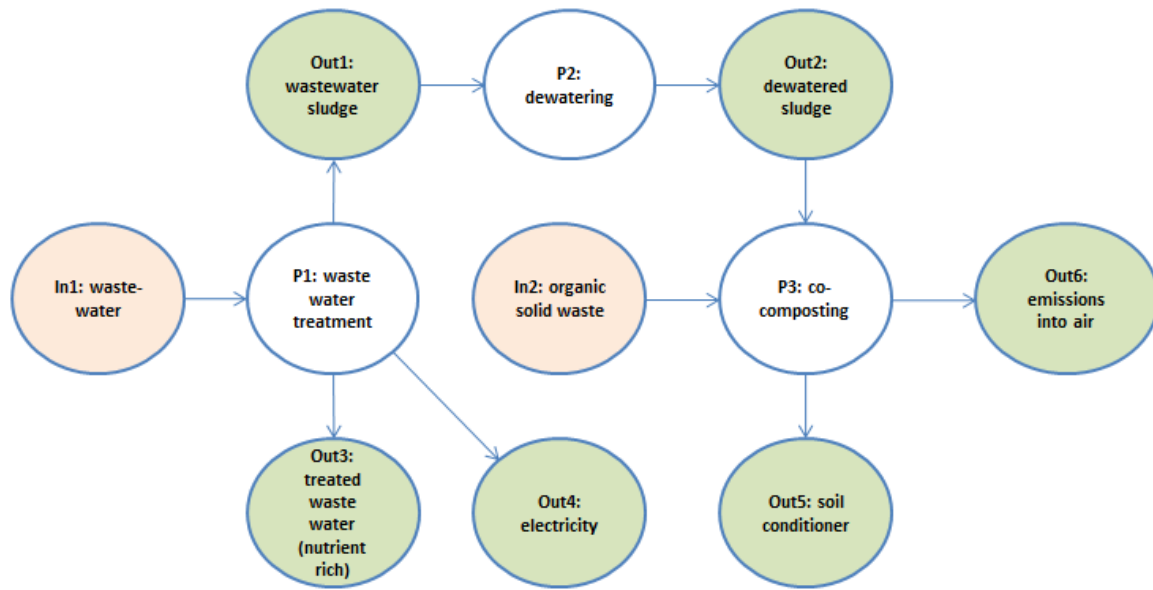 Out1:
wastewater
sludge
P2:
dewatering
Out2:
dewatered
sludge
In1: waste-
water
P1: waste
water
treatment
In2: organic
solid waste
P3: co-
composting
Out6:
emissions
into air
Out3:
treated
waste
water
(nutrient
rich)
Out4:
electricity
Out5: soil
conditioner